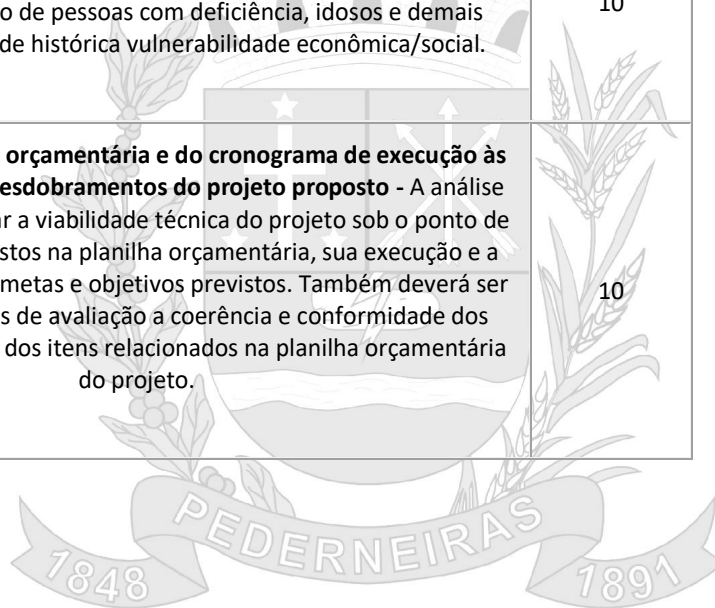 o de pessoas com deficiência, idosos e demais
de histórica vulnerabilidade econômica/social.
10
orçamentária e do cronograma de execução às
esdobramentos do projeto proposto - A análise
ar a viabilidade técnica do projeto sob o ponto de
stos na planilha orçamentária, sua execução e a
metas e objetivos previstos. Também deverá ser
s de avaliação a coerência e conformidade dos
dos itens relacionados na planilha orçamentária
do projeto.
10
PEDERNEIRAS
1848
1891